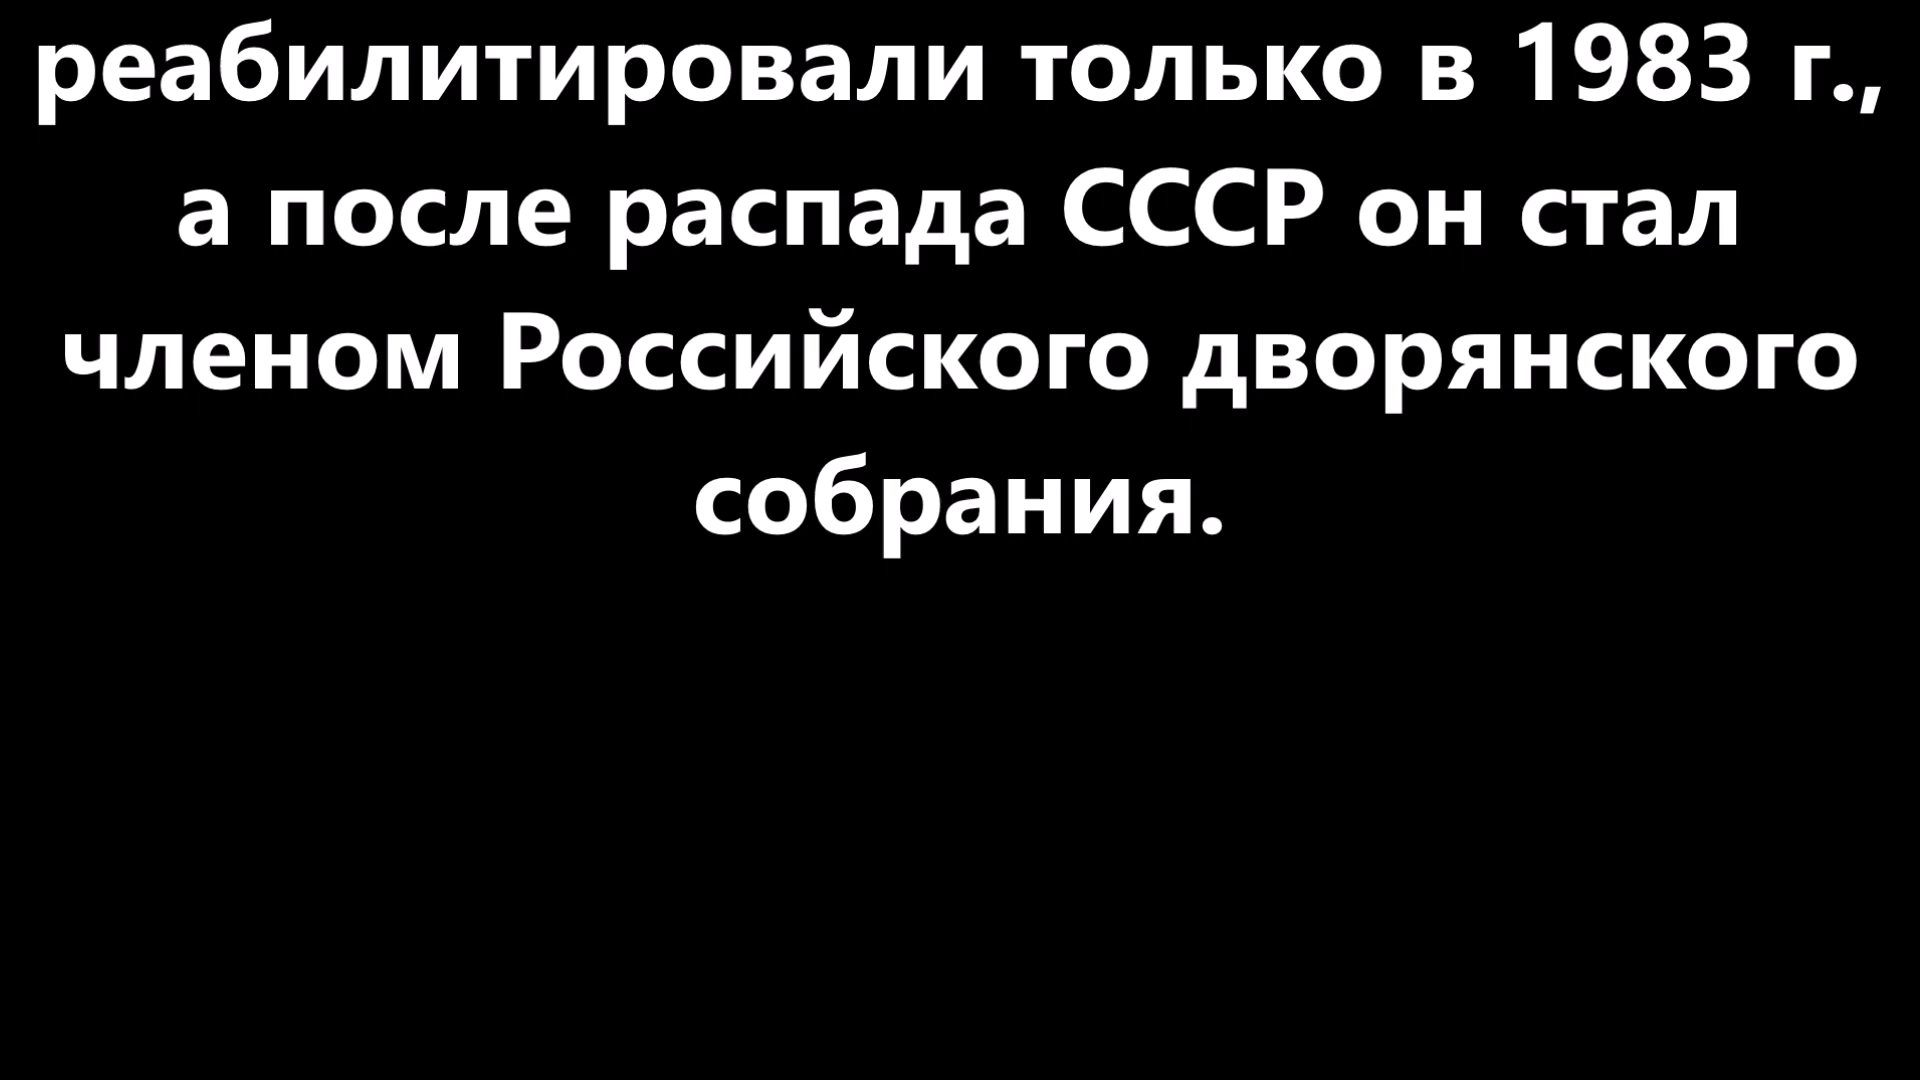 реабилитировали только в 1983 г.,
а после распада СССР он стал
членом Российского дворянского
собрания.